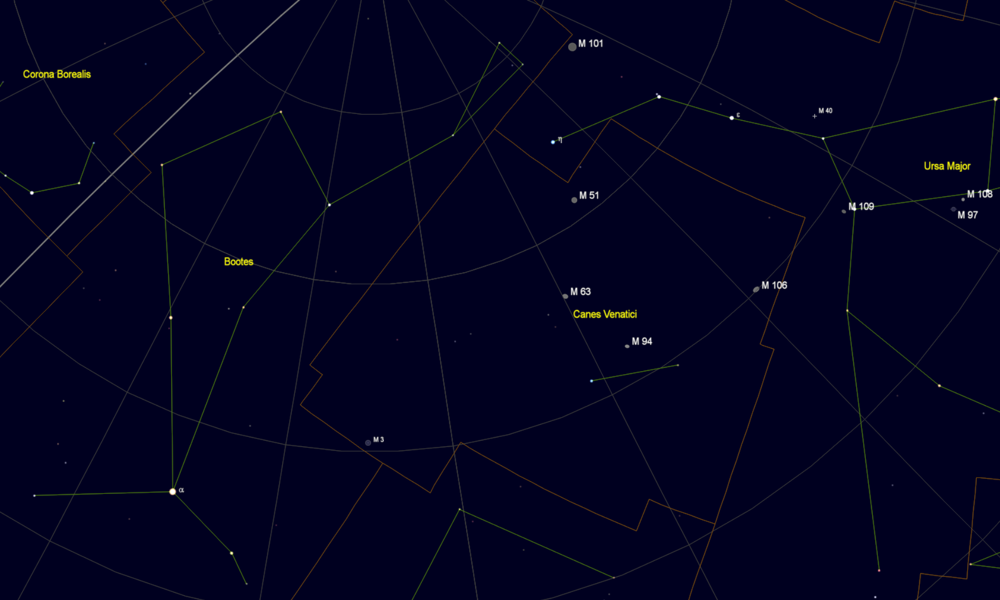 M 101
Corona Borealis
M 40
ε
η
Ursa Major
M 51
M 108
M 109
M 97
Bootes
M 106
M 63
Canes Venatici
M 94
M 3
α